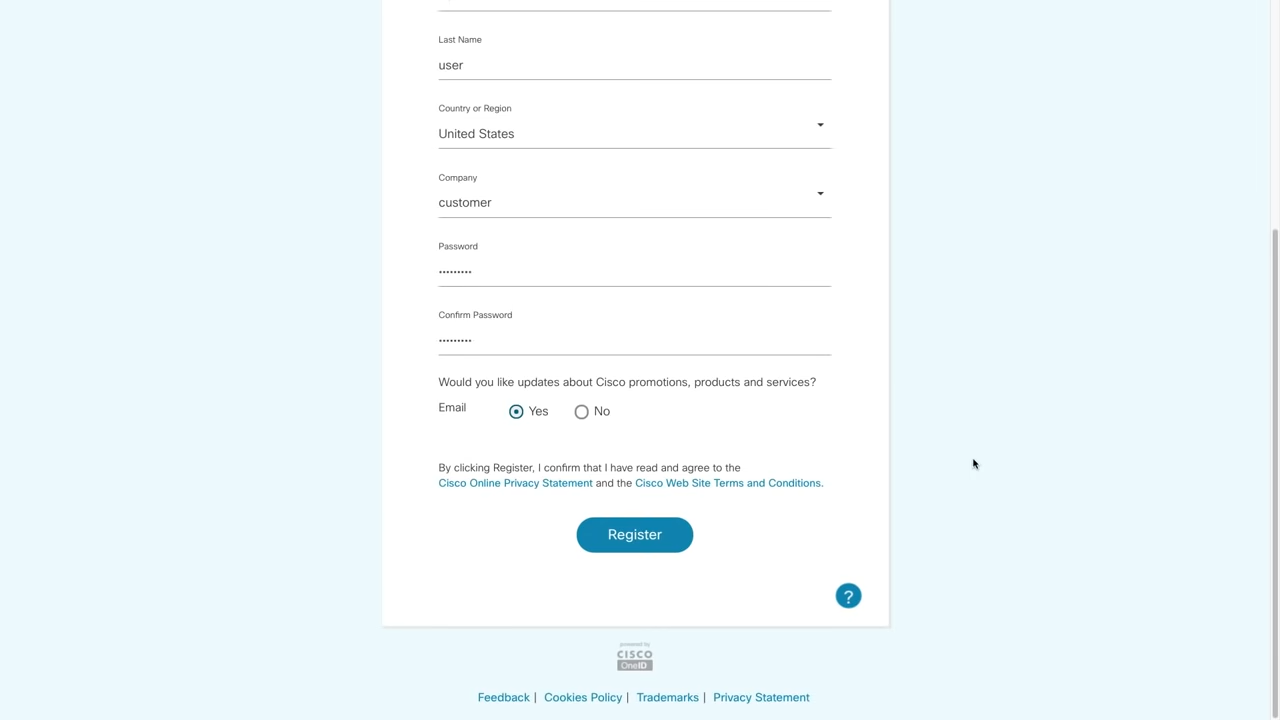 Last Name
user
Country or Region
United States
Company
customer
Password
•••••••••
Confirm Password
•••••••••
Would you like updates about Cisco promotions, products and services?
Email Yes No
By clicking Register, I confirm that I have read and agree to the
Cisco Online Privacy Statement and the Cisco Web Site Terms and Conditions.
Register
?
powered by
CISCO
OneID
Feedback | Cookies Policy | Trademarks | Privacy Statement